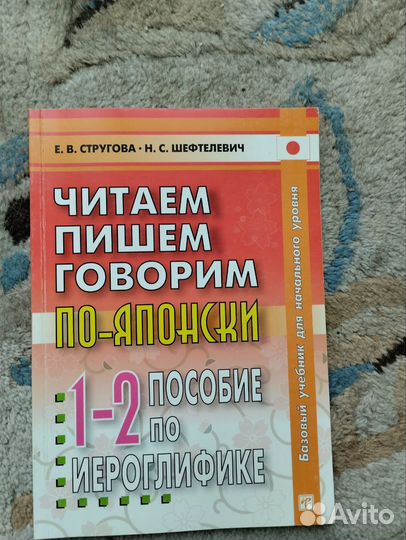 Е. В. СТРУГОВА • Н. С. ШЕФТЕЛЕВИЧ
ЧИТАЕМ
ПИШЕМ
ГОВОРИМ
ПО-ЯПОНСКИ
1-2 ПОСОБИЕ
ПО
ИЕРОГЛИФИКЕ
Базовый учебник для начального уровня
Avito